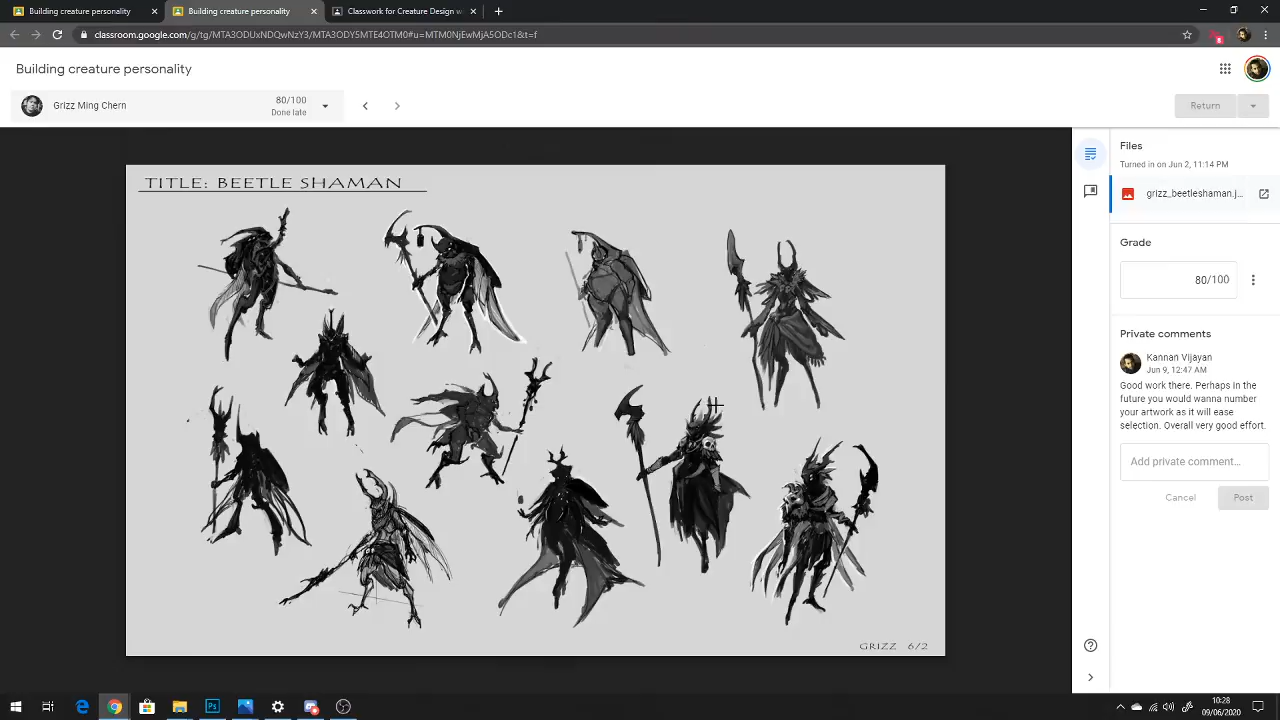 Building creature personality
Building creature personality
Classwork for Creature Design w
classroom.google.com/g/tg/MTA3ODUxNDQwNzY3/MTA3ODY5MTE4OTM0#u=MTM0NjEwMjA5ODc1&t=f
Building creature personality
Grizz Ming Chern
80/100
Done late
Return
TITLE: BEETLE SHAMAN
GRIZZ 6/2
Files
Turned in on Jun 2, 11:14 PM
grizz_beetleshaman.j...
Grade
80/100
Private comments
Kannan Vijayan
Jun 9, 12:47 AM
Good work there. Perhaps in the
future you would wanna number
your artwork as it will ease
selection. Overall very good effort.
Add private comment...
Cancel
Post
10:28
09/06/2020